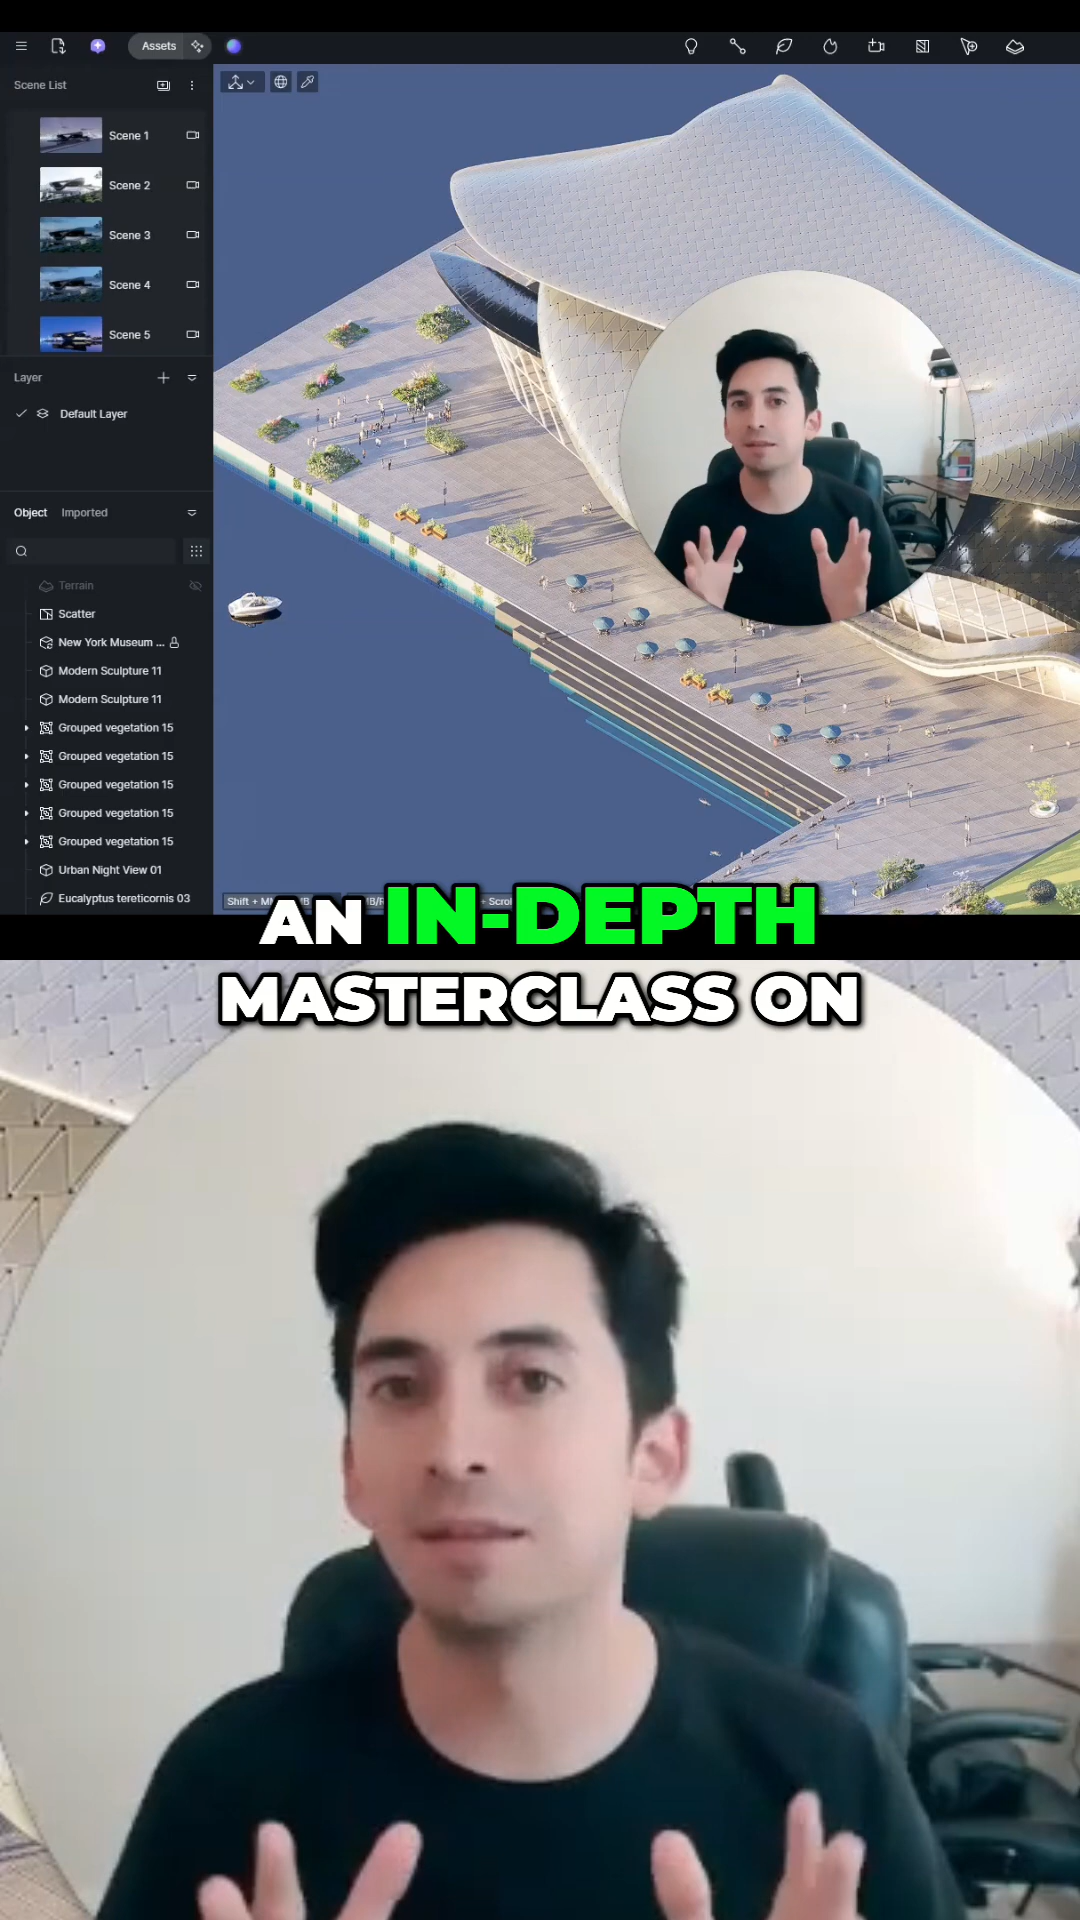 Assets
Scene List
Scene 1
Scene 2
Scene 3
Scene 4
Scene 5
Layer
Default Layer
Object Imported
Terrain
Scatter
New York Museum ...
Modern Sculpture 11
Modern Sculpture 11
Grouped vegetation 15
Grouped vegetation 15
Grouped vegetation 15
Grouped vegetation 15
Grouped vegetation 15
Urban Night View 01
Eucalyptus tereticornis 03
Shift +
AN IN-DEPTH
MASTERCLASS ON